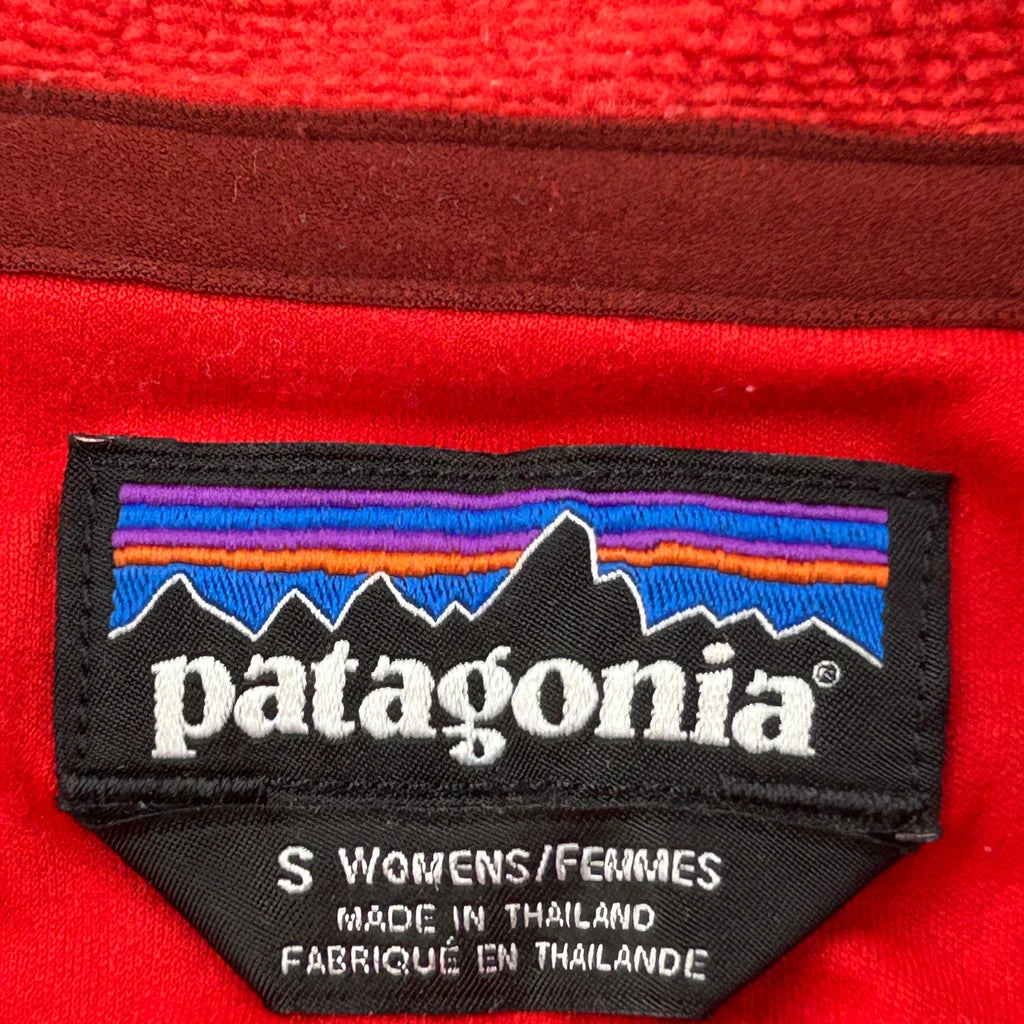 patagonia®
S WOMENS/FEMMES
MADE IN THAILAND
FABRIQUÉ EN THAILANDE